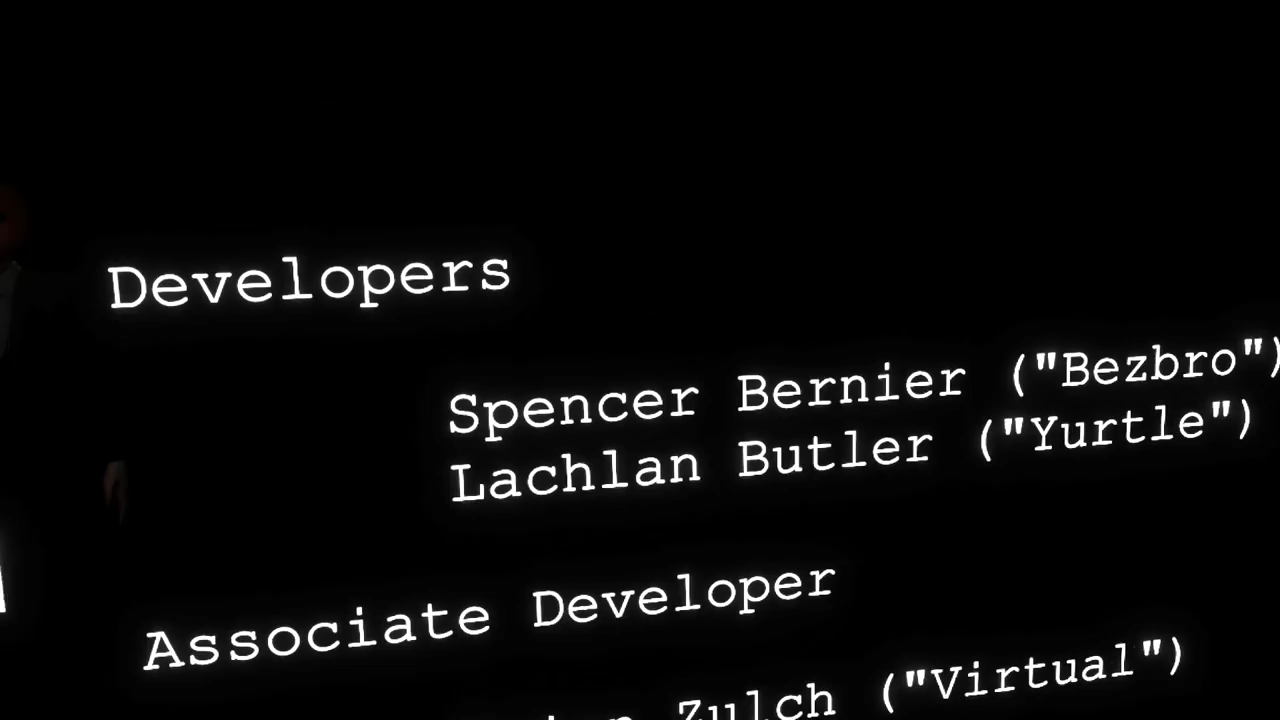 Developers
Spencer Bernier ("Bezbro")
Lachlan Butler ("Yurtle")
Associate Developer
Zulch ("Virtual")